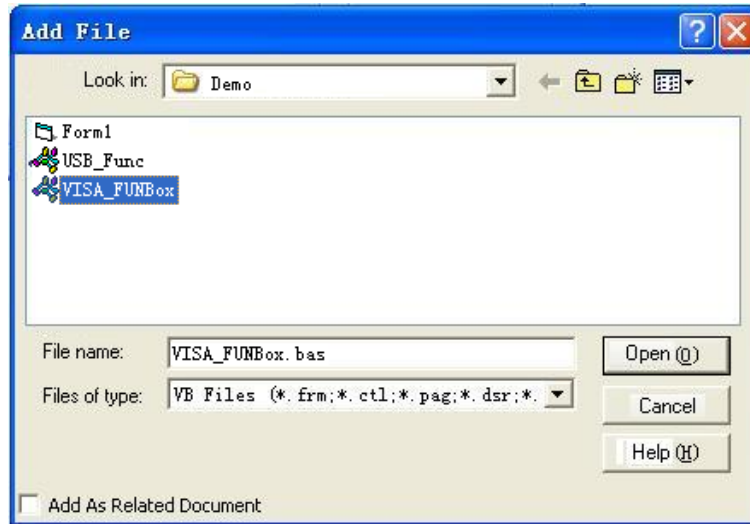 Add File
Look in: Demo
Form1
USB_Func
VISA_FUNBox
File name: VISA_FUNBox.bas
Open (O)
Files of type: VB Files (*.frm;*.ctl;*.pag;*.dsr;*.
Cancel
Help (H)
Add As Related Document